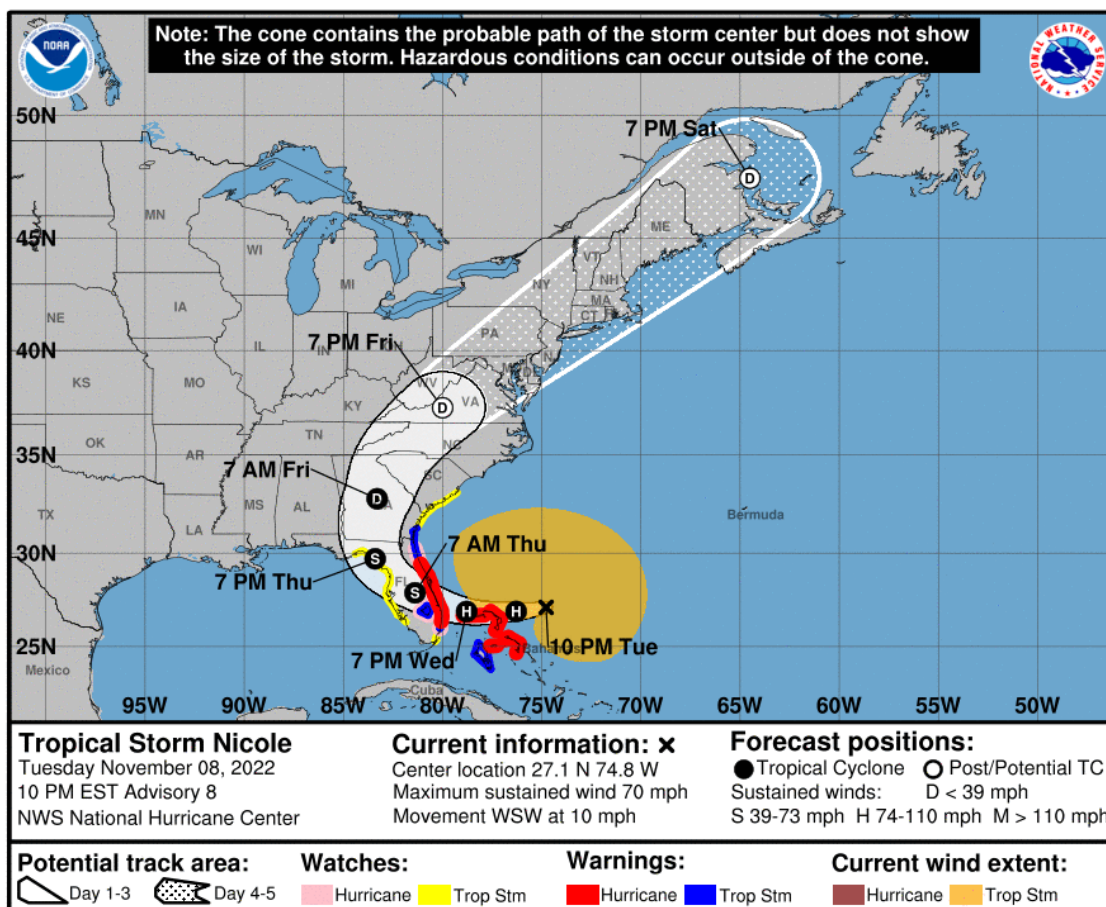 Note: The cone contains the probable path of the storm center but does not show
the size of the storm. Hazardous conditions can occur outside of the cone.
NOAA
NATIONAL WEATHER SERVICE
50N
7 PM Sat
D
MN
45N
WI
ME
VT
MI
NY
NH
MA
IA
CT
NE
7 PM Fri
PA
40N
IL
IN
NJ
DE
WV
KS
MO
D
VA
KY
TN
NC
OK
35N
AR
7 AM Fri
SC
D
MS
AL
TX
LA
Bermuda
30N
7 AM Thu
S
7 PM Thu
FL
S
H
H
25N
7 PM Wed
10 PM Tue
Bahamas
Mexico
Cuba
95W 90W 85W 80W 75W 70W 65W 60W 55W 50W
Tropical Storm Nicole
Tuesday November 08, 2022
10 PM EST Advisory 8
NWS National Hurricane Center
Current information: ×
Center location 27.1 N 74.8 W
Maximum sustained wind 70 mph
Movement WSW at 10 mph
Forecast positions:
Tropical Cyclone Post/Potential TC
Sustained winds: D < 39 mph
S 39-73 mph H 74-110 mph M > 110 mph
Potential track area:
Day 1-3 Day 4-5
Watches:
Hurricane Trop Stm
Warnings:
Hurricane Trop Stm
Current wind extent:
Hurricane Trop Stm